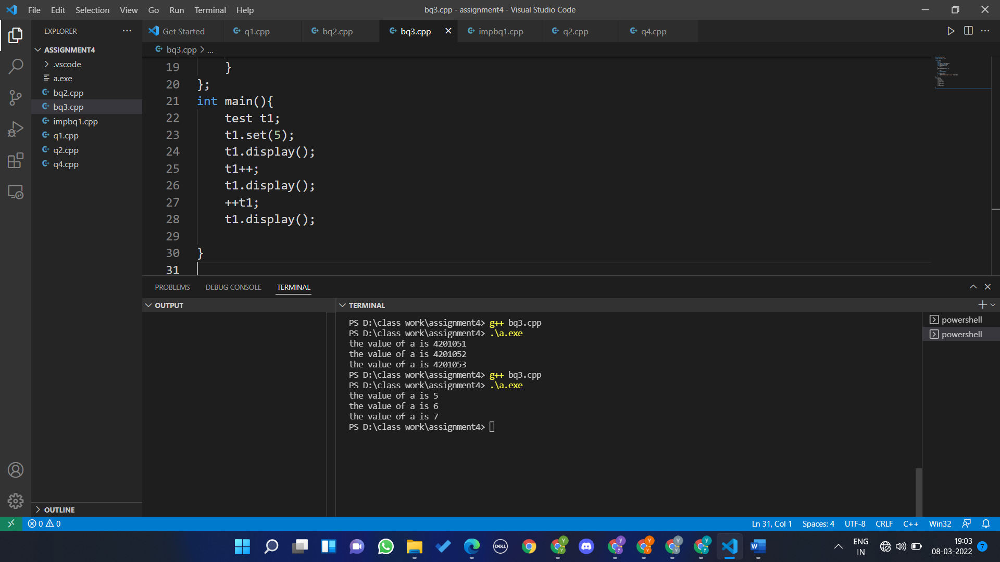 File Edit Selection View Go Run Terminal Help
bq3.cpp - assignment4 - Visual Studio Code
EXPLORER
ASSIGNMENT4
.vscode
a.exe
bq2.cpp
bq3.cpp
impbq1.cpp
q1.cpp
q2.cpp
q4.cpp
OUTLINE
Get Started q1.cpp bq2.cpp bq3.cpp impbq1.cpp q2.cpp q4.cpp
bq3.cpp > ...
19 }
20 };
21 int main(){
22 test t1;
23 t1.set(5);
24 t1.display();
25 t1++;
26 t1.display();
27 ++t1;
28 t1.display();
29
30 }
31
PROBLEMS DEBUG CONSOLE TERMINAL
OUTPUT
TERMINAL
PS D:\class work\assignment4> g++ bq3.cpp
PS D:\class work\assignment4> .\a.exe
the value of a is 4201051
the value of a is 4201052
the value of a is 4201053
PS D:\class work\assignment4> g++ bq3.cpp
PS D:\class work\assignment4> .\a.exe
the value of a is 5
the value of a is 6
the value of a is 7
PS D:\class work\assignment4>
powershell
powershell
0 0
Ln 31, Col 1 Spaces: 4 UTF-8 CRLF C++ Win32
DELL
Y Y
Y Y
Y Y
Y Y
y y
W
ENG
IN
19:03
08-03-2022
7